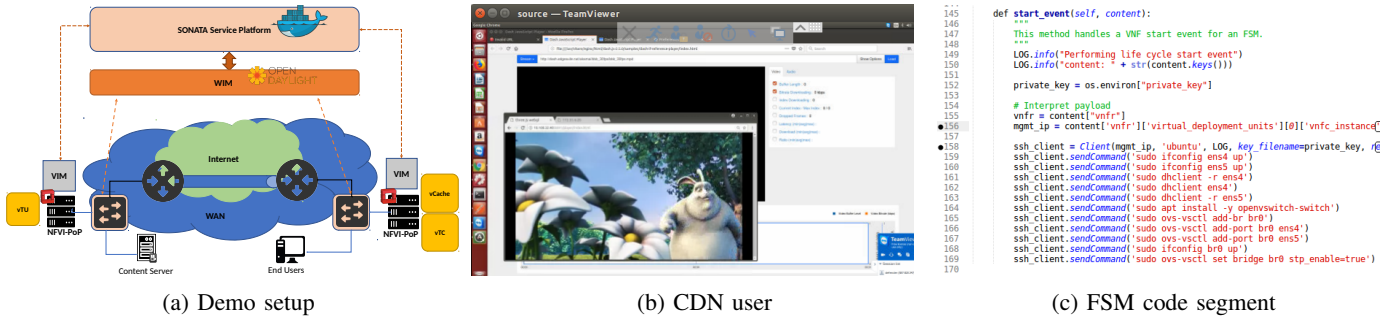 SONATA Service Platform
OPEN
DAYLIGHT
WIM
Internet
VIM
VIM
vTU
vCache
vTC
WAN
NFVI-PoP
NFVI-PoP
Content Server
End Users
(a) Demo setup
source — TeamViewer
Google Chrome
Show Options
Load
Video
Audio
TeamViewer
(b) CDN user
145 def start_event(self, content):
146 """
147 This method handles a VNF start event for an FSM.
148 """
149 LOG.info("Performing life cycle start event")
150 LOG.info("content: " + str(content.keys()))
151
152 private_key = os.environ["private_key"]
153
154 # Interpret payload
155 vnfr = content["vnfr"]
156 mgmt_ip = content['vnfr']['virtual_deployment_units'][0]['vnfc_instance'
157
158 ssh_client = Client(mgmt_ip, 'ubuntu', LOG, key_filename=private_key,
159 ssh_client.sendCommand('sudo ifconfig ens4 up')
160 ssh_client.sendCommand('sudo ifconfig ens5 up')
161 ssh_client.sendCommand('sudo dhclient -r ens4')
162 ssh_client.sendCommand('sudo dhclient ens4')
163 ssh_client.sendCommand('sudo dhclient -r ens5')
164 ssh_client.sendCommand('sudo apt install -y openvswitch-switch')
165 ssh_client.sendCommand('sudo ovs-vsctl add-br br0')
166 ssh_client.sendCommand('sudo ovs-vsctl add-port br0 ens4')
167 ssh_client.sendCommand('sudo ovs-vsctl add-port br0 ens5')
168 ssh_client.sendCommand('sudo ifconfig br0 up')
169 ssh_client.sendCommand('sudo ovs-vsctl set bridge br0 stp_enable=true')
170
(c) FSM code segment